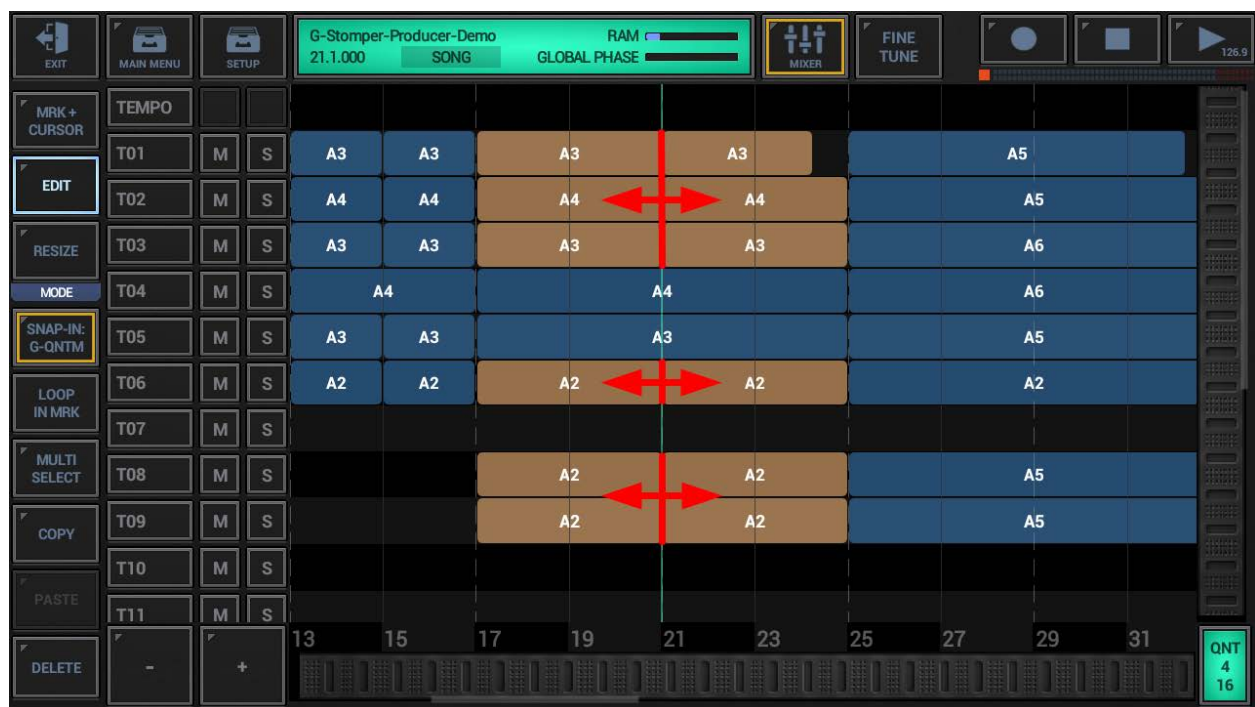 EXIT
MAIN MENU
SETUP
G-Stomper-Producer-Demo RAM
21.1.000 SONG GLOBAL PHASE
MIXER
FINE
TUNE
126.9
MRK +
CURSOR
EDIT
RESIZE
MODE
SNAP-IN:
G-QNTM
LOOP
IN MRK
MULTI
SELECT
COPY
PASTE
DELETE
TEMPO
T01 M S A3 A3 A3 A3 A5
T02 M S A4 A4 A4 A4 A5
T03 M S A3 A3 A3 A3 A6
T04 M S A4 A4 A6
T05 M S A3 A3 A3 A5
T06 M S A2 A2 A2 A2 A2
T07 M S
T08 M S A2 A2 A5
T09 M S A2 A2 A5
T10 M S
T11 M S
- +
13 15 17 19 21 23 25 27 29 31
QNT
4
16